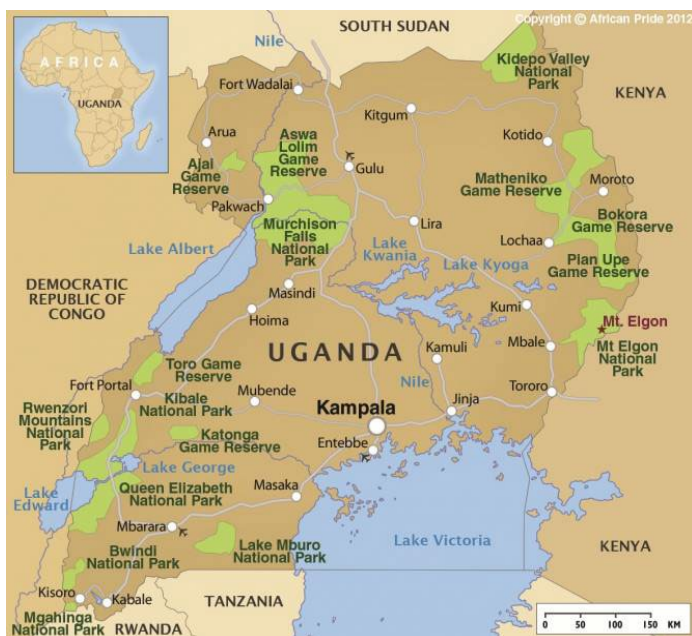 Copyright © African Pride 2012
SOUTH SUDAN
Nile
Kidepo Valley
National
Park
AFRICA
UGANDA
Fort Wadalai
KENYA
Kitgum
Arua
Aswa
Lolim
Game
Reserve
Kotido
Ajai
Game
Reserve
Gulu
Matheniko
Game Reserve
Moroto
Pakwach
Bokora
Game Reserve
Murchison
Falls
National
Park
Lira
Lochaa
Lake Albert
Lake
Kwania
Lake Kyoga
Pian Upe
Game Reserve
DEMOCRATIC
REPUBLIC OF
CONGO
Masindi
Hoima
Kumi
Mt. Elgon
UGANDA
Kamuli
Mbale
Mt Elgon
National
Park
Toro Game
Reserve
Fort Portal
Kibale
National Park
Mubende
Nile
Tororo
Rwenzori
Mountains
National
Park
Kampala
Jinja
Katonga
Game Reserve
Entebbe
Lake George
Lake
Edward
Queen Elizabeth
National Park
Masaka
Mbarara
Lake Victoria
Bwindi
National Park
Lake Mburo
National Park
KENYA
Kisoro
Kabale
TANZANIA
Mgahinga
National Park
RWANDA
0 50 100 150 KM